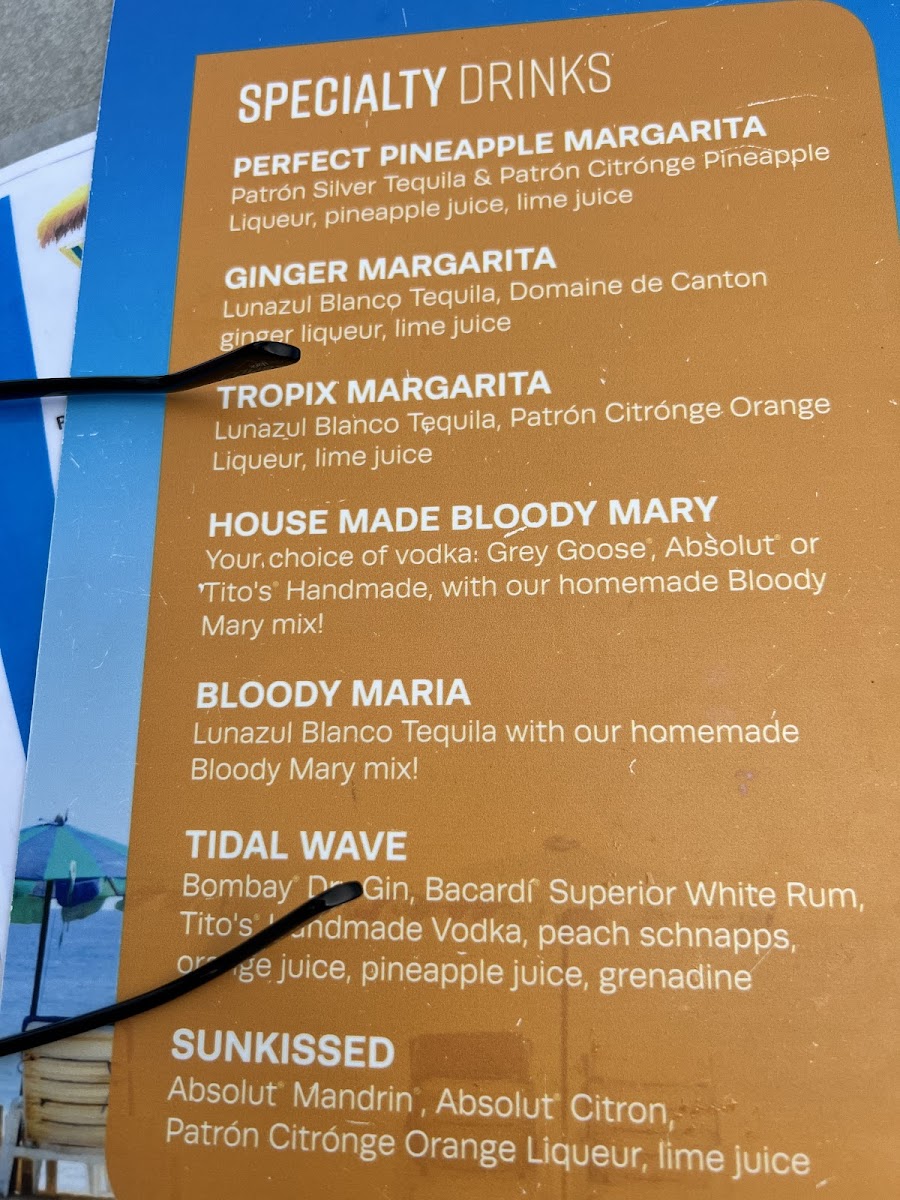 SPECIALTY DRINKS
PERFECT PINEAPPLE MARGARITA
Patrón Silver Tequila & Patrón Citrónge Pineapple
Liqueur, pineapple juice, lime juice
GINGER MARGARITA
Lunazul Blanco Tequila, Domaine de Canton
ginger liqueur, lime juice
TROPIX MARGARITA
Lunazul Blanco Tequila, Patrón Citrónge Orange
Liqueur, lime juice
HOUSE MADE BLOODY MARY
Your choice of vodka: Grey Goose®, Absolut® or
Tito's® Handmade, with our homemade Bloody
Mary mix!
BLOODY MARIA
Lunazul Blanco Tequila with our homemade
Bloody Mary mix!
TIDAL WAVE
Bombay® Dry Gin, Bacardí® Superior White Rum,
Tito's® Handmade Vodka, peach schnapps,
orange juice, pineapple juice, grenadine
SUNKISSED
Absolut® Mandrin®, Absolut® Citron,
Patrón Citrónge Orange Liqueur, lime juice